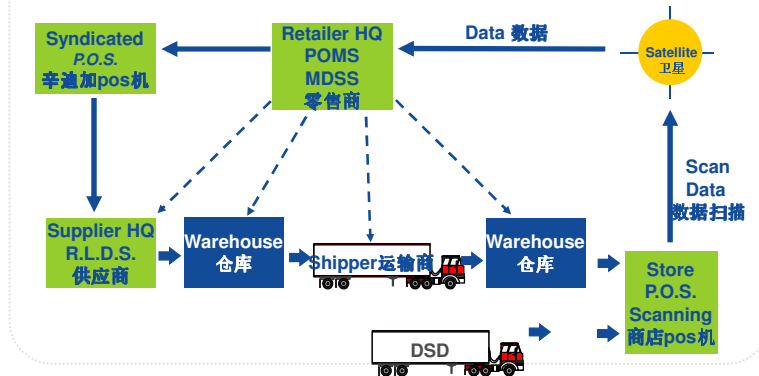 Syndicated
P.O.S.
辛迪加pos机
Retailer HQ
POMS
MDSS
零售商
Data 数据
Satellite
卫星
Scan
Data
数据扫描
Supplier HQ
R.L.D.S.
供应商
Warehouse
仓库
Shipper运输商
Warehouse
仓库
Store
P.O.S.
Scanning
商店pos机
DSD